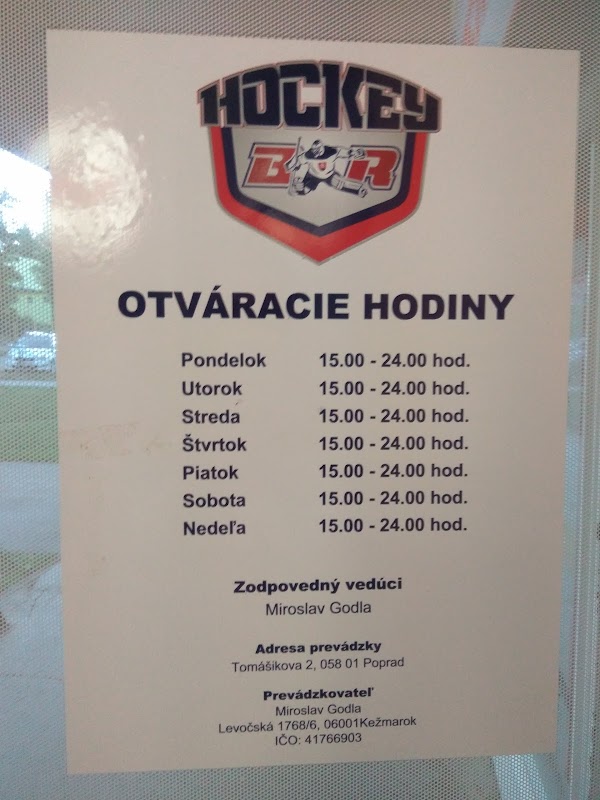 HOCKEY
BAR
OTVÁRACIE HODINY
Pondelok 15.00 - 24.00 hod.
Utorok 15.00 - 24.00 hod.
Streda 15.00 - 24.00 hod.
Štvrtok 15.00 - 24.00 hod.
Piatok 15.00 - 24.00 hod.
Sobota 15.00 - 24.00 hod.
Nedeľa 15.00 - 24.00 hod.
Zodpovedný vedúci
Miroslav Godla
Adresa prevádzky
Tomášikova 2, 058 01 Poprad
Prevádzkovateľ
Miroslav Godla
Levočská 1768/6, 06001Kežmarok
IČO: 41766903